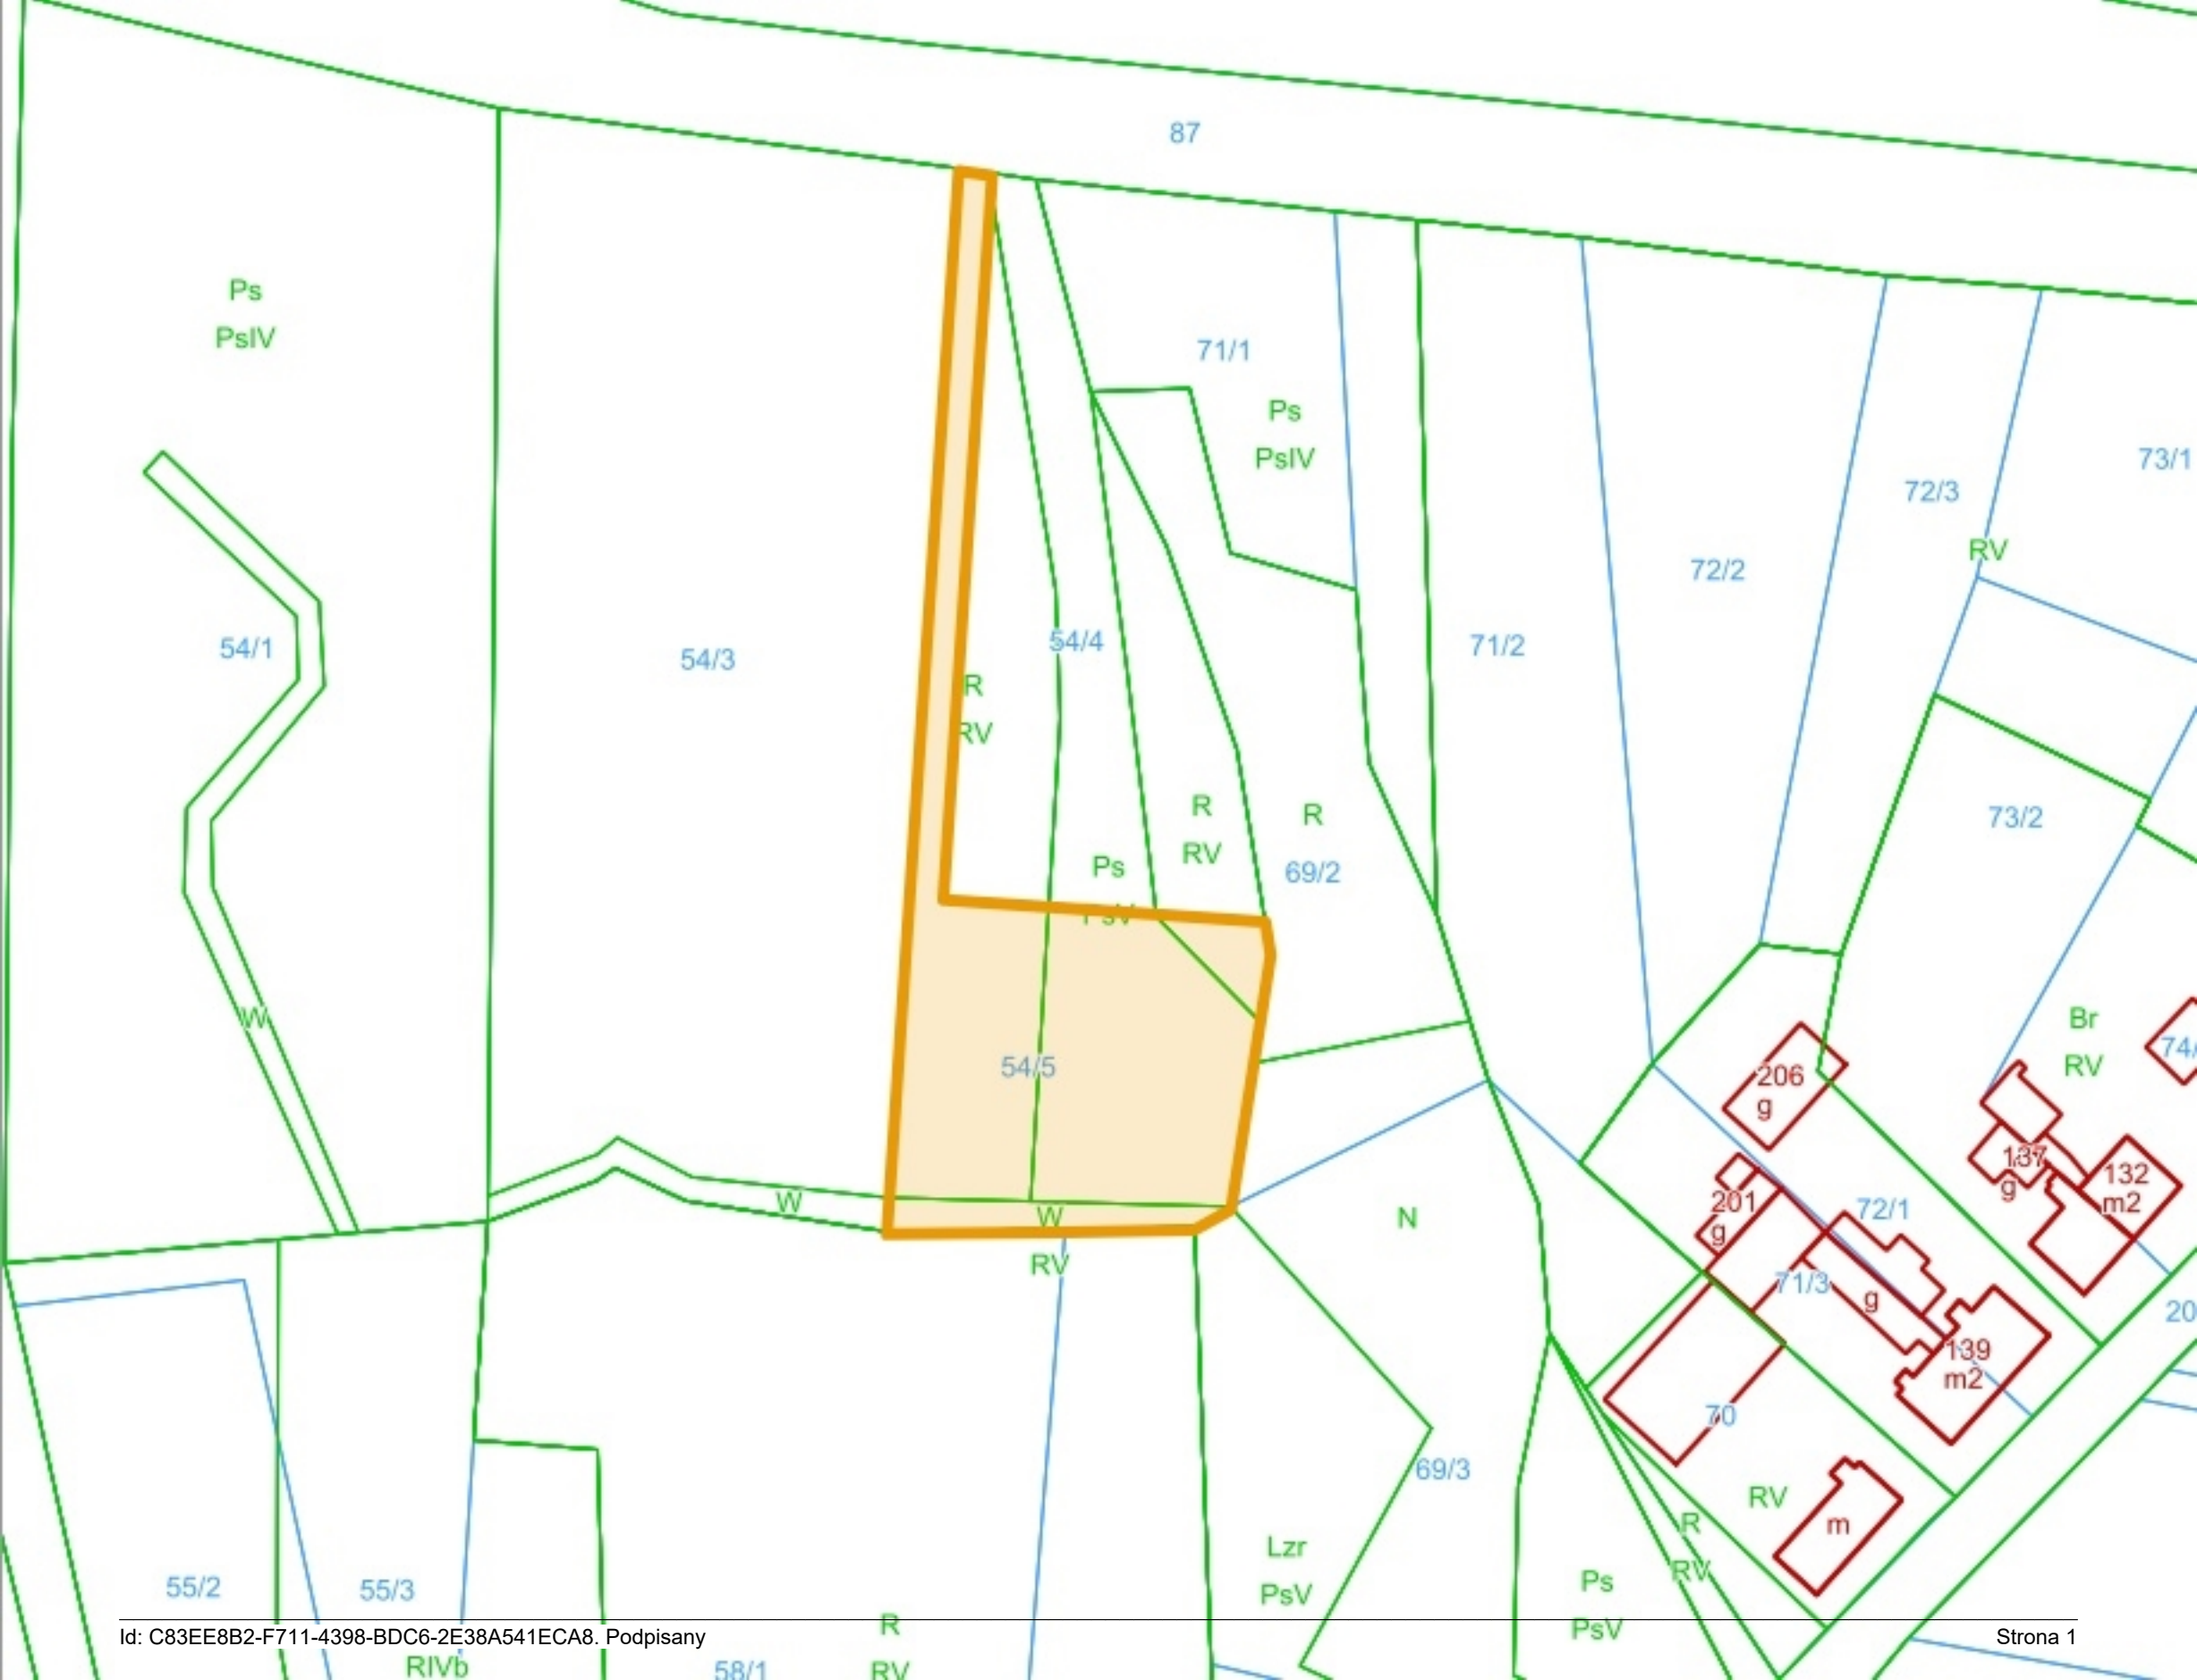 87
Ps
PsIV
71/1
Ps
PsIV
73/1
72/3
RV
72/2
54/1
54/3
54/4
71/2
R
RV
R
RV
R
69/2
73/2
Ps
PsV
W
Br
RV
74/
206
g
54/5
137
g
132
m2
W
W
N
201
g
72/1
RV
71/3
g
20
139
m2
70
69/3
RV
m
R
RV
Lzr
PsV
Ps
PsV
55/2
55/3
R
RV
Id: C83EE8B2-F711-4398-BDC6-2E38A541ECA8. Podpisany
Strona 1
RIVb
58/1